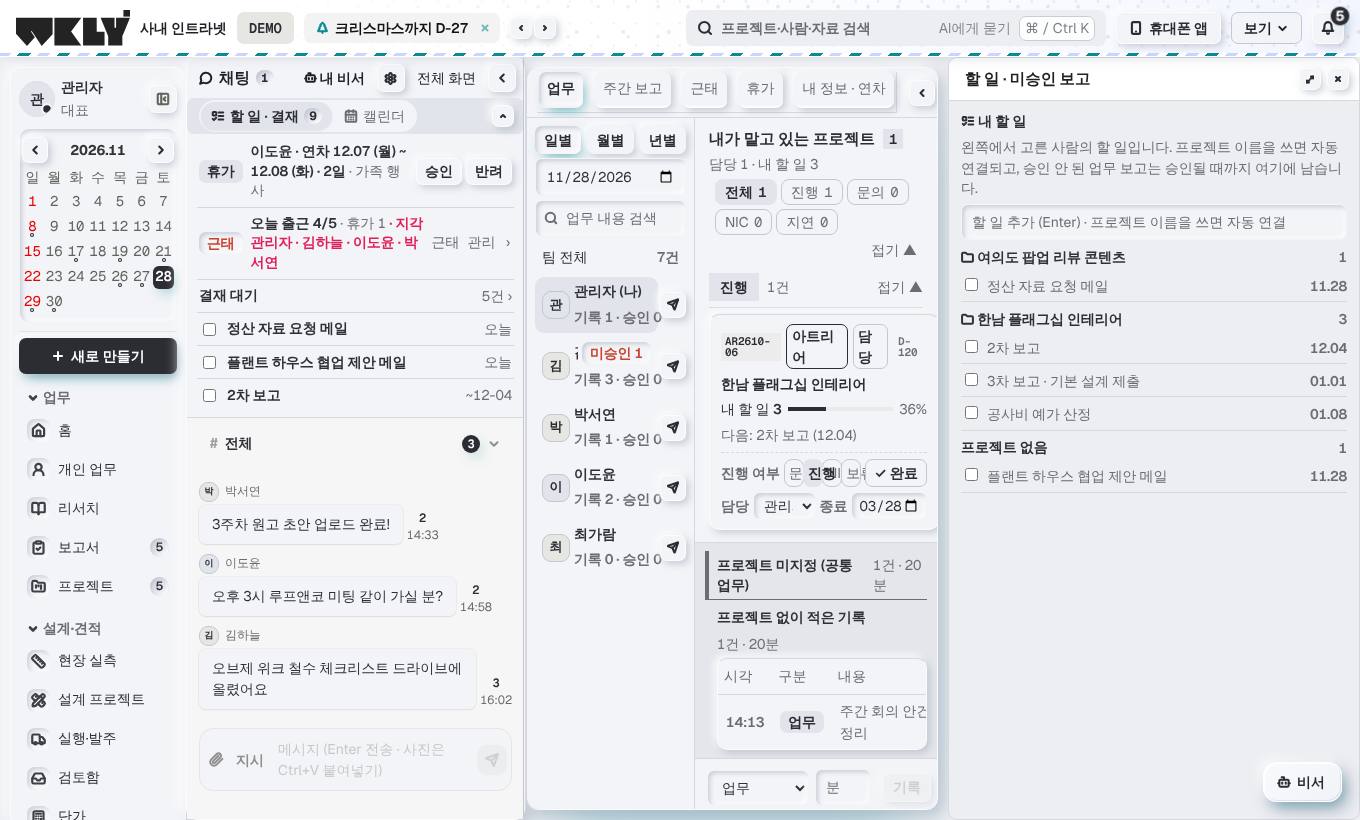 WKLY 사내 인트라넷 DEMO 크리스마스까지 D-27 × 프로젝트·사람·자료 검색 AI에게 묻기 ⌘ / Ctrl K 휴대폰 앱 보기 5
관 관리자
대표
2026.11
일 월 화 수 목 금 토
1 2 3 4 5 6 7
8 9 10 11 12 13 14
15 16 17 18 19 20 21
22 23 24 25 26 27 28
29 30
+ 새로 만들기
업무
홈
개인 업무
리서치
보고서 5
프로젝트 5
설계·견적
현장 실측
설계 프로젝트
실행·발주
검토함
단가
채팅 1 내 비서 전체 화면
할 일·결재 9 캘린더
휴가 이도윤 · 연차 12.07 (월) ~ 12.08 (화) · 2일 · 가족 행사 승인 반려
근태 오늘 출근 4/5 · 휴가 1 · 지각 관리자 · 김하늘 · 이도윤 · 박서연 근태 관리 ›
결재 대기 5건 ›
정산 자료 요청 메일 오늘
플랜트 하우스 협업 제안 메일 오늘
2차 보고 ~12-04
# 전체 3
박 박서연
3주차 원고 초안 업로드 완료! 2 14:33
이 이도윤
오후 3시 루프앤코 미팅 같이 가실 분? 2 14:58
김 김하늘
오브제 위크 철수 체크리스트 드라이브에
올렸어요 3 16:02
지시 메시지 (Enter 전송 · 사진은
Ctrl+V 붙여넣기)
업무 주간 보고 근태 휴가 내 정보 · 연차
일별 월별 년별
11/28/2026
업무 내용 검색
팀 전체 7건
관 관리자 (나)
기록 1 · 승인 0
김 미승인 1
기록 3 · 승인 0
박 박서연
기록 1 · 승인 0
이 이도윤
기록 2 · 승인 0
최 최가람
기록 0 · 승인 0
내가 맡고 있는 프로젝트 1
담당 1 · 내 할 일 3
전체 1 진행 1 문의 0
NIC 0 지연 0
접기 ▲
진행 1건 접기 ▲
AR2610-06 아트리어 담당 D-120
한남 플래그십 인테리어
내 할 일 3 36%
다음: 2차 보고 (12.04)
진행 여부 문 진행 보류 ✓ 완료
담당 관리 종료 03/28
프로젝트 미지정 (공통 업무) 1건 · 20분
프로젝트 없이 적은 기록
1건 · 20분
시각 구분 내용
14:13 업무 주간 회의 안건
정리
업무 분 기록
할 일 · 미승인 보고
내 할 일
왼쪽에서 고른 사람의 할 일입니다. 프로젝트 이름을 쓰면 자동
연결되고, 승인 안 된 업무 보고는 승인될 때까지 여기에 남습니
다.
할 일 추가 (Enter) · 프로젝트 이름을 쓰면 자동 연결
여의도 팝업 리뷰 콘텐츠 1
정산 자료 요청 메일 11.28
한남 플래그십 인테리어 3
2차 보고 12.04
3차 보고 · 기본 설계 제출 01.01
공사비 예가 산정 01.08
프로젝트 없음 1
플랜트 하우스 협업 제안 메일 11.28
비서